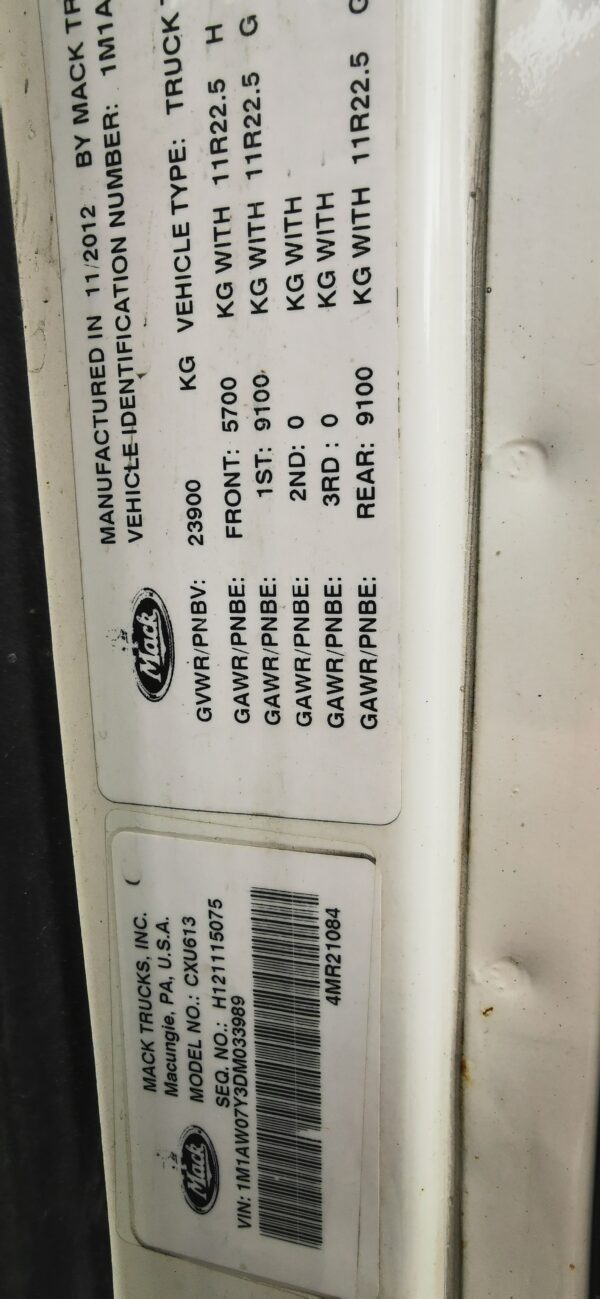 Mack
MACK TRUCKS, INC.
Macungie, PA, U.S.A.
MODEL NO.: CXU613
SEQ. NO.: H121115075
VIN: 1M1AW07Y3DM033989
4MR21084
Mack
MANUFACTURED IN 11/2012 BY MACK TR
VEHICLE IDENTIFICATION NUMBER: 1M1A
GVWR/PNBV: 23900 KG VEHICLE TYPE: TRUCK T
GAWR/PNBE: FRONT: 5700 KG WITH 11R22.5 H
GAWR/PNBE: 1ST: 9100 KG WITH 11R22.5 G
GAWR/PNBE: 2ND: 0 KG WITH
GAWR/PNBE: 3RD : 0 KG WITH
GAWR/PNBE: REAR: 9100 KG WITH 11R22.5 G